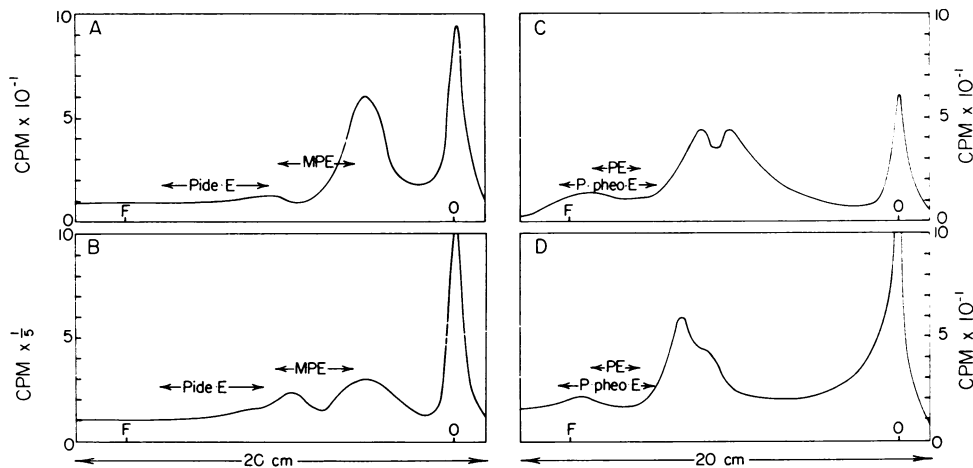 A
10
5
0
CPM x 10⁻¹
Pide·E
MPE
F
O
B
10
5
0
CPM x 1/5
Pide·E
MPE
F
O
20 cm
C
10
5
0
CPM x 10⁻¹
PE
P·pheo·E
F
O
D
10
5
0
CPM x 10⁻¹
PE
P·pheo·E
F
O
20 cm